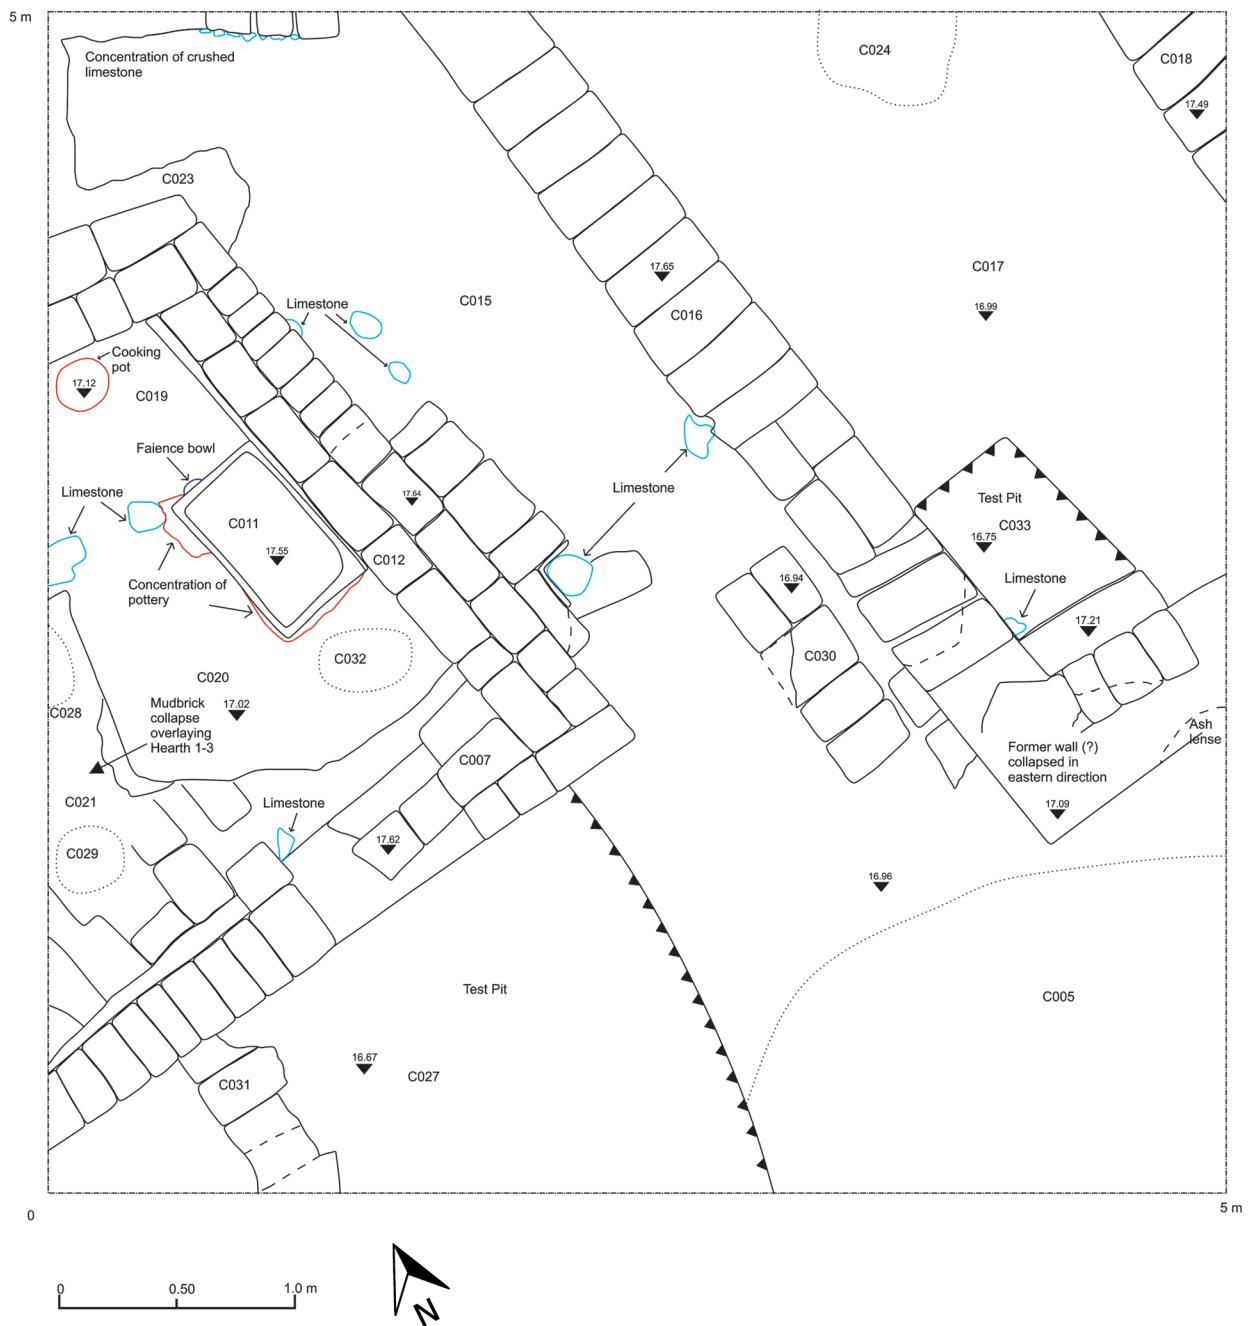 5 m
Concentration of crushed
limestone
C024
C018
17.49
C023
C017
16.99
17.65
C016
C015
Limestone
Cooking
pot
17.12
C019
Faience bowl
Limestone
C011
17.55
17.64
C012
Limestone
Test Pit
C033
16.75
Concentration of
pottery
Limestone
16.94
17.21
C030
C032
C020
17.02
C028
Mudbrick
collapse
overlaying
Hearth 1-3
C007
Ash
lense
Former wall (?)
collapsed in
eastern direction
17.09
C021
Limestone
17.62
C029
16.96
Test Pit
C005
16.67
C027
C031
0
5 m
0
0.50
1.0 m
N